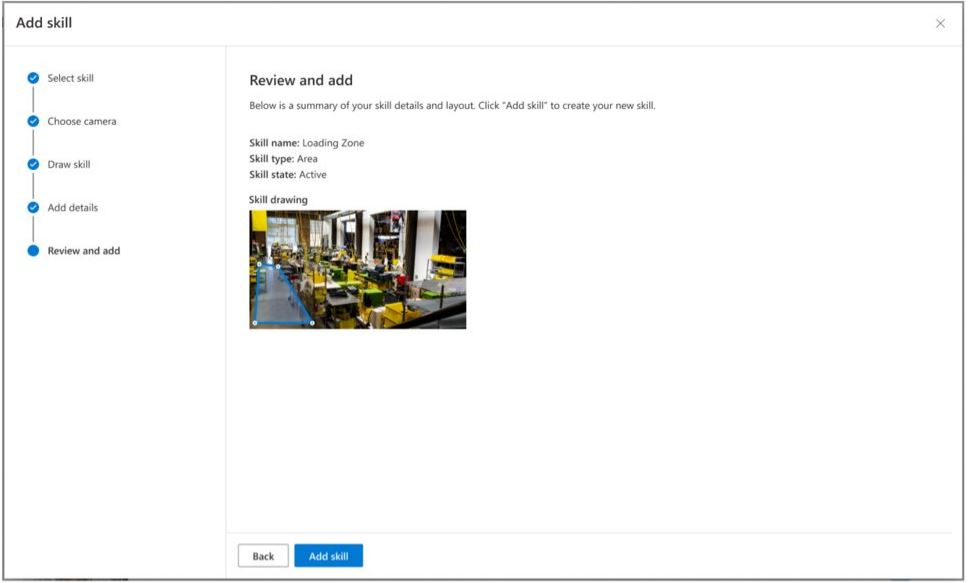 Add skill
Select skill
Choose camera
Draw skill
Add details
Review and add
Review and add
Below is a summary of your skill details and layout. Click "Add skill" to create your new skill.
Skill name: Loading Zone
Skill type: Area
Skill state: Active
Skill drawing
Back
Add skill